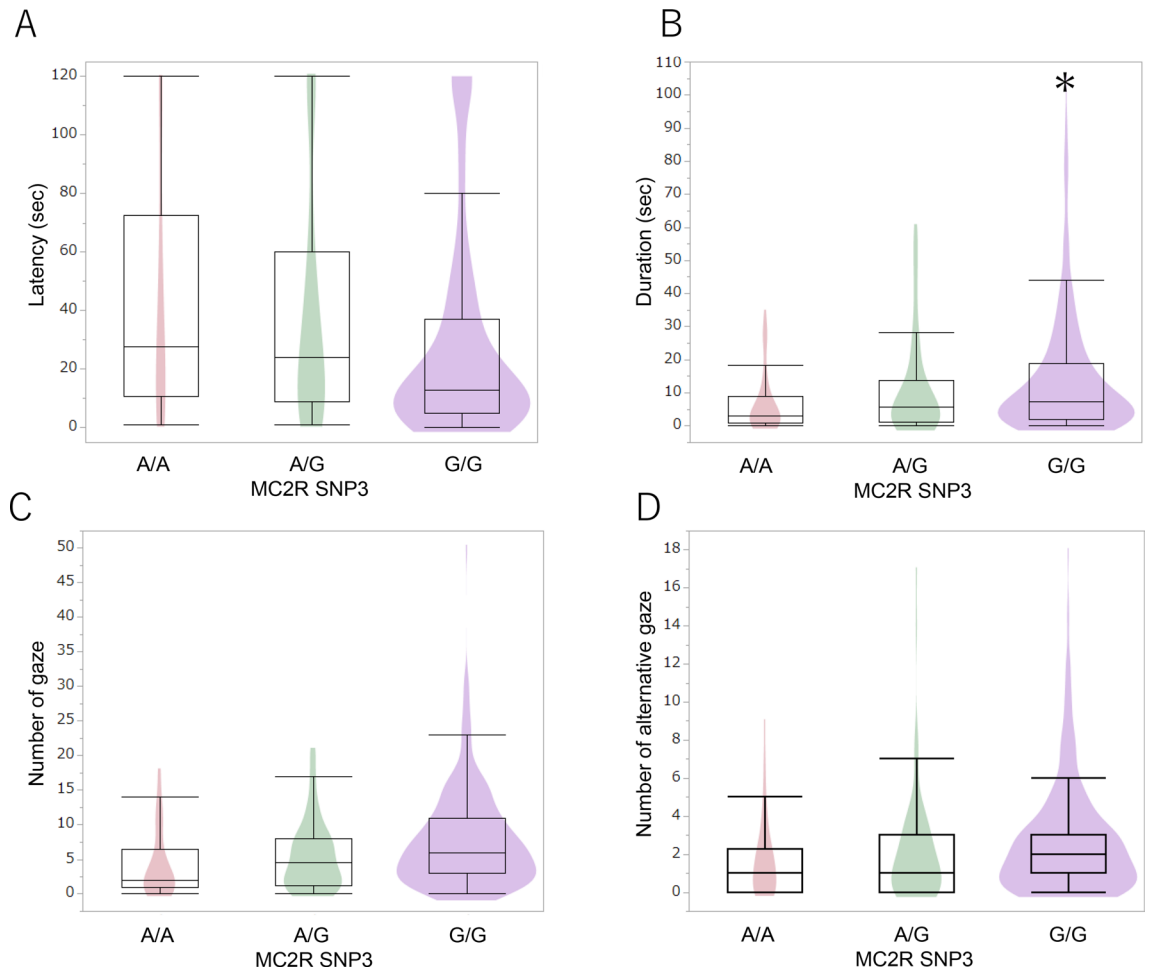 A
Latency (sec)
120
100
80
60
40
20
0
A/A A/G G/G
MC2R SNP3
B
Duration (sec)
110
100
90
80
70
60
50
40
30
20
10
0
*
A/A A/G G/G
MC2R SNP3
C
Number of gaze
50
45
40
35
30
25
20
15
10
5
0
A/A A/G G/G
MC2R SNP3
D
Number of alternative gaze
18
16
14
12
10
8
6
4
2
0
A/A A/G G/G
MC2R SNP3